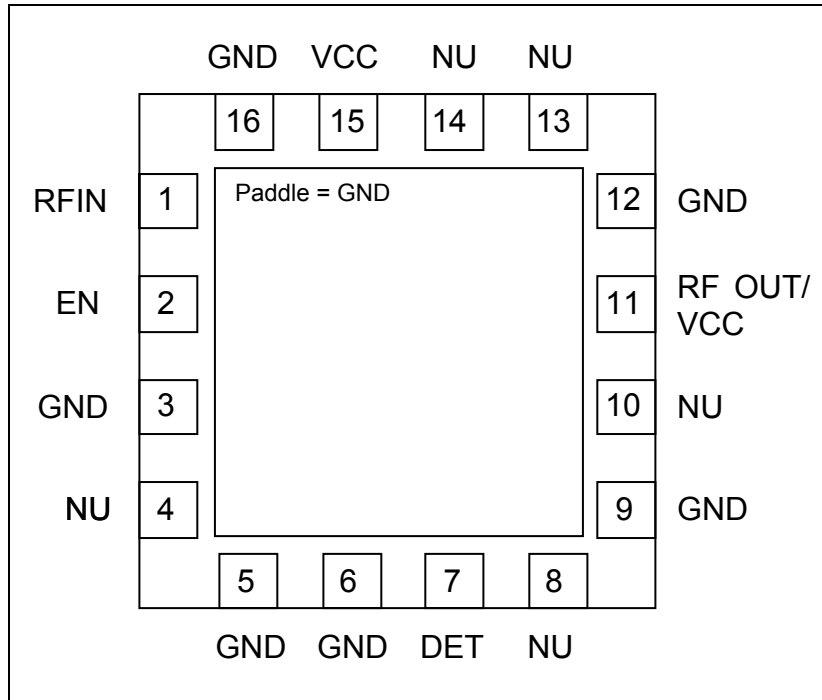 GND VCC NU NU
16 15 14 13
Paddle = GND
RFIN 1
12 GND
EN 2
11 RF OUT/
VCC
GND 3
10 NU
NU 4
9 GND
5 6 7 8
GND GND DET NU